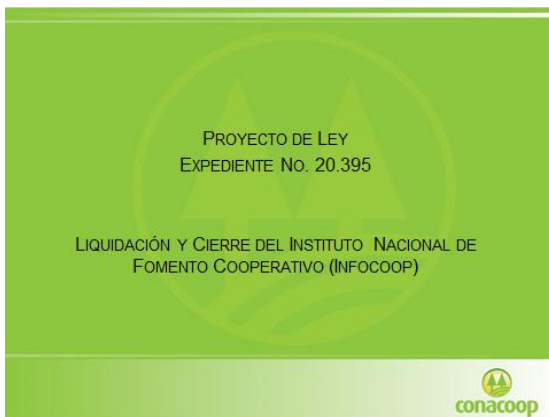 PROYECTO DE LEY
EXPEDIENTE NO. 20.395
LIQUIDACIÓN Y CIERRE DEL INSTITUTO NACIONAL DE
FOMENTO COOPERATIVO (INFOCOOP)
conacoop